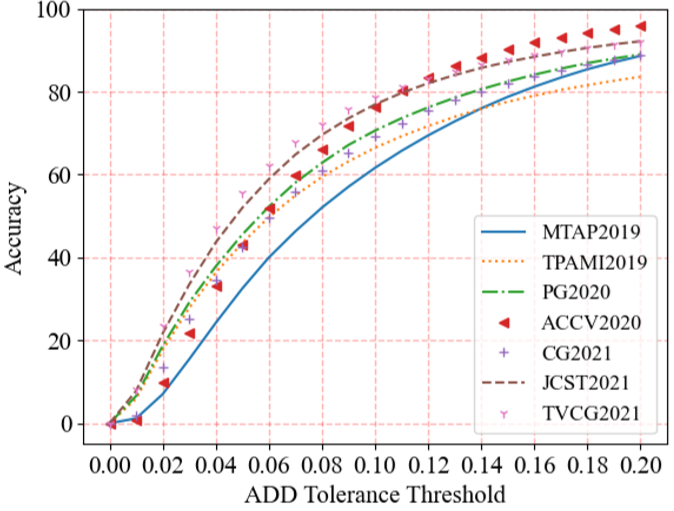 100
80
60
40
20
0
Accuracy
MTAP2019
TPAMI2019
PG2020
ACCV2020
CG2021
JCST2021
TVCG2021
0.00 0.02 0.04 0.06 0.08 0.10 0.12 0.14 0.16 0.18 0.20
ADD Tolerance Threshold